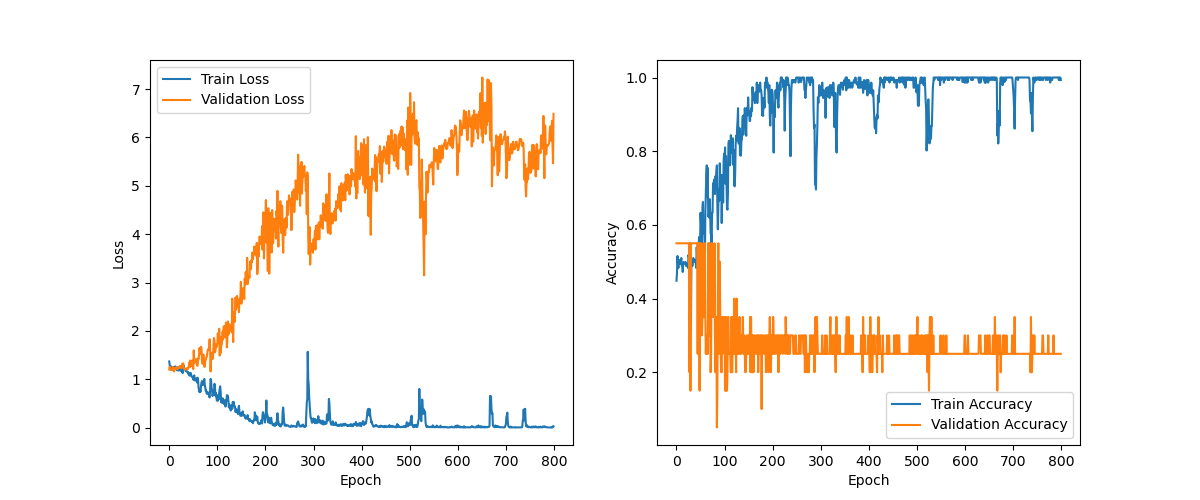 Train Loss
Validation Loss
7
6
5
4
3
2
1
0
Loss
0 100 200 300 400 500 600 700 800
Epoch
1.0
0.8
0.6
0.4
0.2
Accuracy
Train Accuracy
Validation Accuracy
0 100 200 300 400 500 600 700 800
Epoch